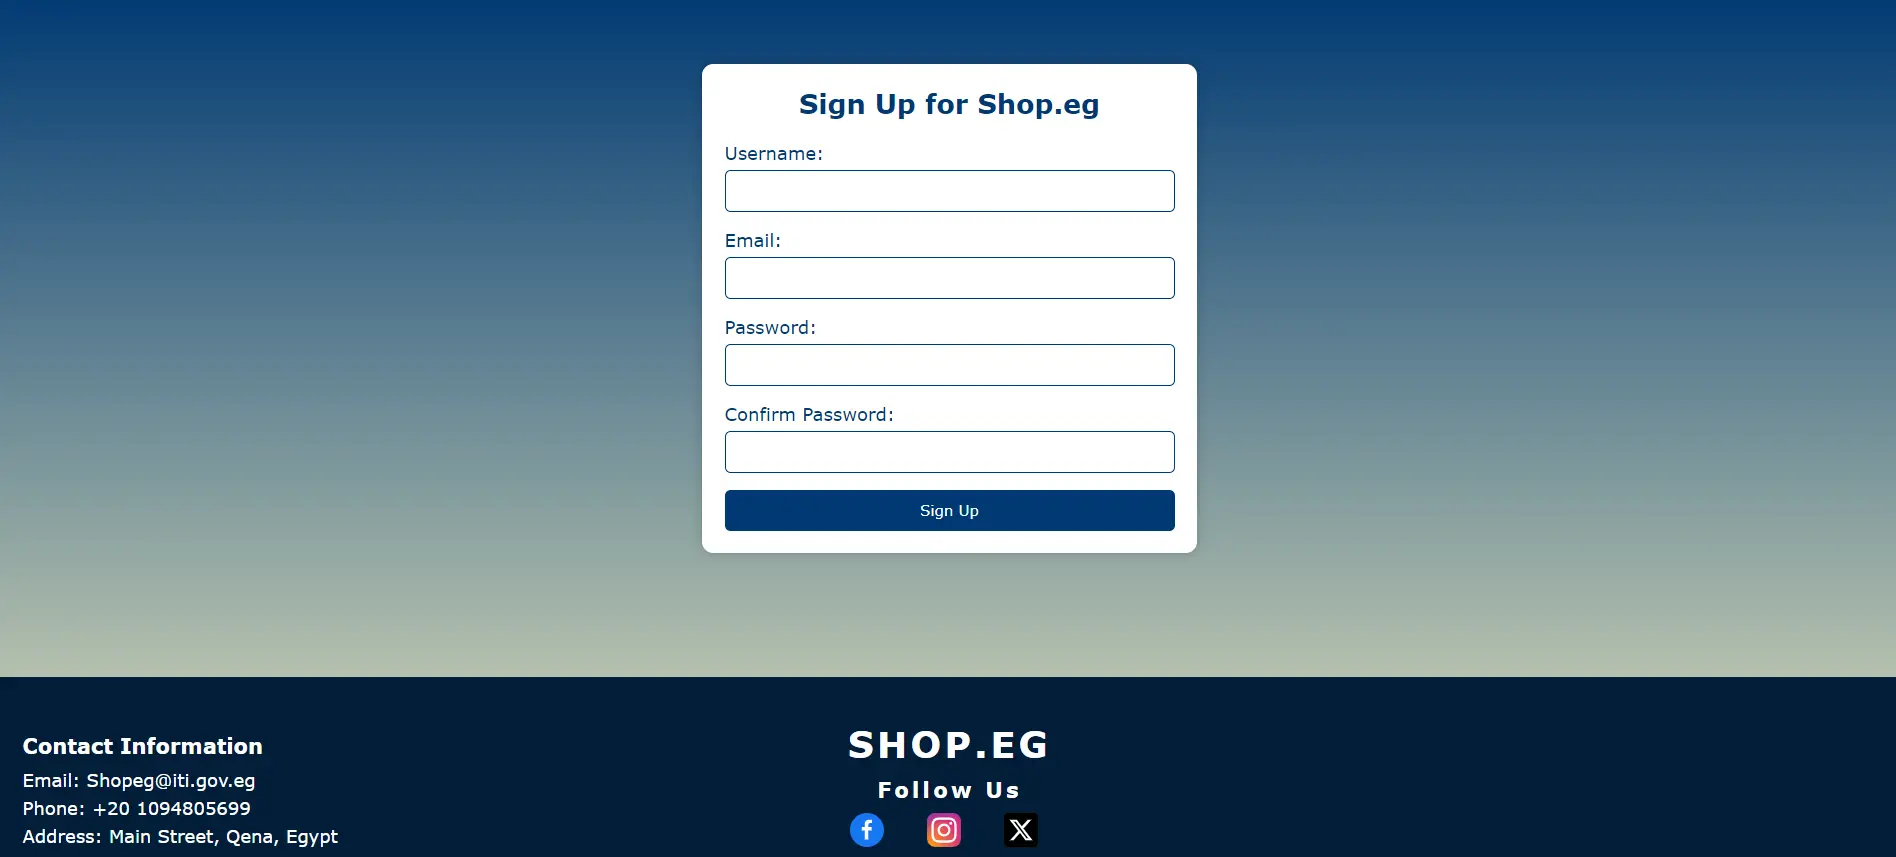 Sign Up for Shop.eg
Username:
Email:
Password:
Confirm Password:
Sign Up
Contact Information
Email: Shopeg@iti.gov.eg
Phone: +20 1094805699
Address: Main Street, Qena, Egypt
SHOP.EG
Follow Us